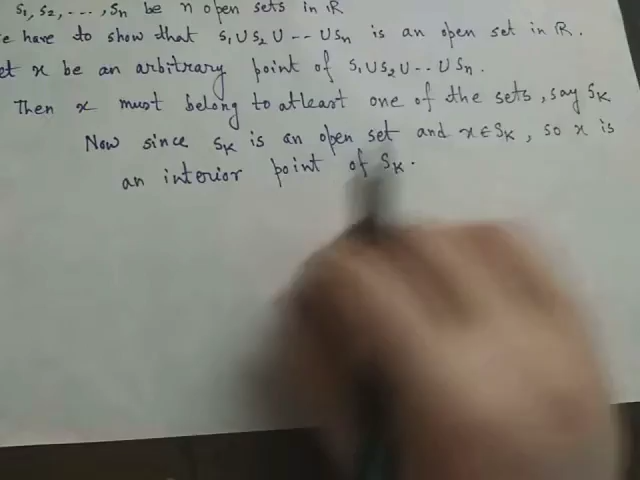 S₁, S₂, ..., Sₙ be n open sets in ℝ
we have to show that S₁ ∪ S₂ ∪ -- ∪ Sₙ is an open set in ℝ.
et x be an arbitrary point of S₁ ∪ S₂ ∪ -- ∪ Sₙ.
Then x must belong to atleast one of the sets, say Sₖ
Now since Sₖ is an open set and x ∈ Sₖ, so x is
an interior point of Sₖ.